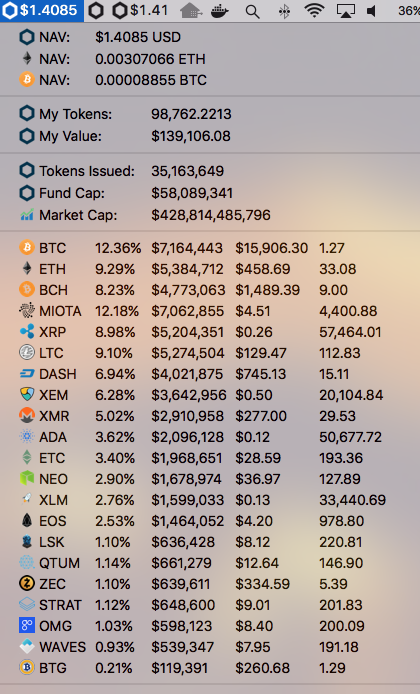 $1.4085 $1.41 36%
NAV: $1.4085 USD
NAV: 0.00307066 ETH
NAV: 0.00008855 BTC
My Tokens: 98,762.2213
My Value: $139,106.08
Tokens Issued: 35,163,649
Fund Cap: $58,089,341
Market Cap: $428,814,485,796
BTC 12.36% $7,164,443 $15,906.30 1.27
ETH 9.29% $5,384,712 $458.69 33.08
BCH 8.23% $4,773,063 $1,489.39 9.00
MIOTA 12.18% $7,062,855 $4.51 4,400.88
XRP 8.98% $5,204,351 $0.26 57,464.01
LTC 9.10% $5,274,504 $129.47 112.83
DASH 6.94% $4,021,875 $745.13 15.11
XEM 6.28% $3,642,956 $0.50 20,104.84
XMR 5.02% $2,910,958 $277.00 29.53
ADA 3.62% $2,096,128 $0.12 50,677.72
ETC 3.40% $1,968,651 $28.59 193.36
NEO 2.90% $1,678,974 $36.97 127.89
XLM 2.76% $1,599,033 $0.13 33,440.69
EOS 2.53% $1,464,052 $4.20 978.80
LSK 1.10% $636,428 $8.12 220.81
QTUM 1.14% $661,279 $12.64 146.90
ZEC 1.10% $639,611 $334.59 5.39
STRAT 1.12% $648,600 $9.01 201.83
OMG 1.03% $598,123 $8.40 200.09
WAVES 0.93% $539,347 $7.95 191.18
BTG 0.21% $119,391 $260.68 1.29